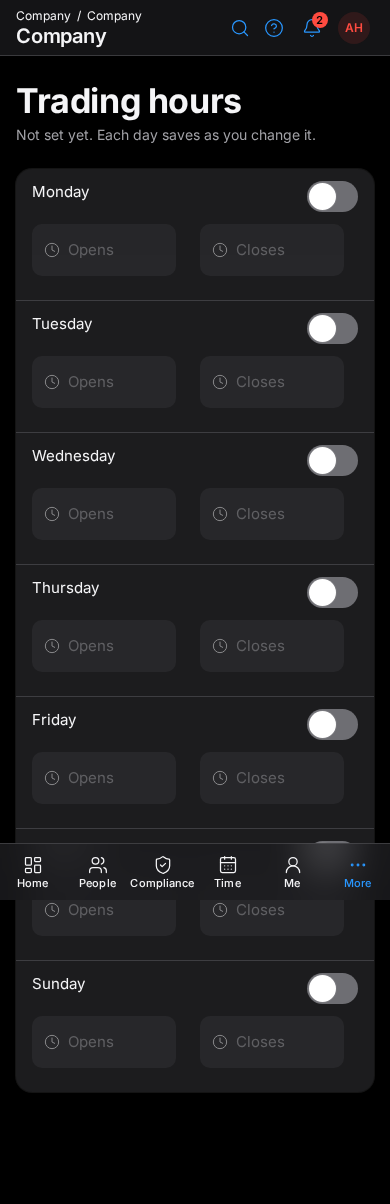 Company / Company
Company
2
AH
Trading hours
Not set yet. Each day saves as you change it.
Monday
Opens Closes
Tuesday
Opens Closes
Wednesday
Opens Closes
Thursday
Opens Closes
Friday
Opens Closes
Home People Compliance Time Me More
Opens Closes
Sunday
Opens Closes